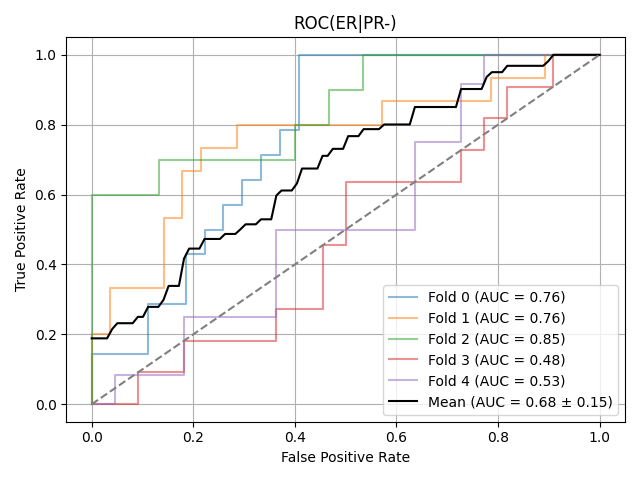 ROC(ER|PR-)
True Positive Rate
1.0
0.8
0.6
0.4
0.2
0.0
Fold 0 (AUC = 0.76)
Fold 1 (AUC = 0.76)
Fold 2 (AUC = 0.85)
Fold 3 (AUC = 0.48)
Fold 4 (AUC = 0.53)
Mean (AUC = 0.68 ± 0.15)
0.0 0.2 0.4 0.6 0.8 1.0
False Positive Rate